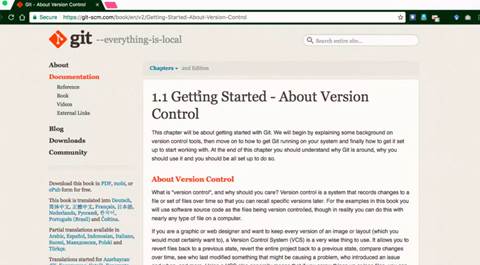 Git - About Version Control
Secure https://git-scm.com/book/en/v2/Getting-Started-About-Version-Control
git --everything-is-local
Search entire site...
About
Documentation
Reference
Book
Videos
External Links
Blog
Downloads
Community
Download this book in PDF, mobi, or
ePub form for free.
This book is translated into Deutsch,
简体中文, 正體中文, Français, 日本語,
Nederlands, Русский, 한국어,
Português (Brasil) and Čeština.
Partial translations available in
Arabic, Español, Indonesian, Italiano,
Suomi, Македонски, Polski and
Türkçe.
Translations started for Azərbaycan
Chapters 2nd Edition
1.1 Getting Started - About Version
Control
This chapter will be about getting started with Git. We will begin by explaining some background on
version control tools, then move on to how to get Git running on your system and finally how to get it set
up to start working with. At the end of this chapter you should understand why Git is around, why you
should use it and you should be all set up to do so.
About Version Control
What is "version control", and why should you care? Version control is a system that records changes to a
file or set of files over time so that you can recall specific versions later. For the examples in this book you
will use software source code as the files being version controlled, though in reality you can do this with
nearly any type of file on a computer.
If you are a graphic or web designer and want to keep every version of an image or layout (which you
would most certainly want to), a Version Control System (VCS) is a very wise thing to use. It allows you to
revert files back to a previous state, revert the entire project back to a previous state, compare changes
over time, see who last modified something that might be causing a problem, who introduced an issue